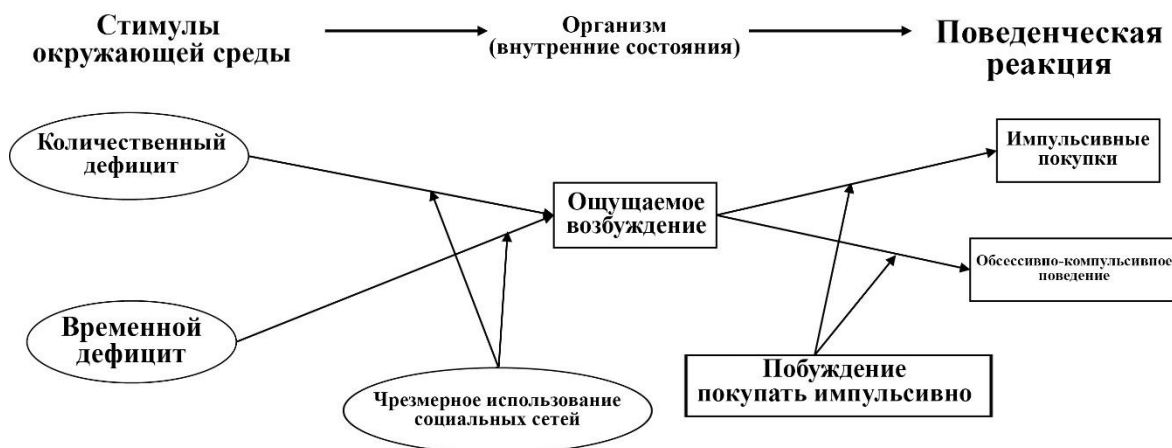 Стимулы
окружающей среды
Организм
(внутренние состояния)
Поведенческая
реакция
Количественный
дефицит
Импульсивные
покупки
Ощущаемое
возбуждение
Обсессивно-компульсивное
поведение
Временной
дефицит
Побуждение
покупать импульсивно
Чрезмерное использование
социальных сетей